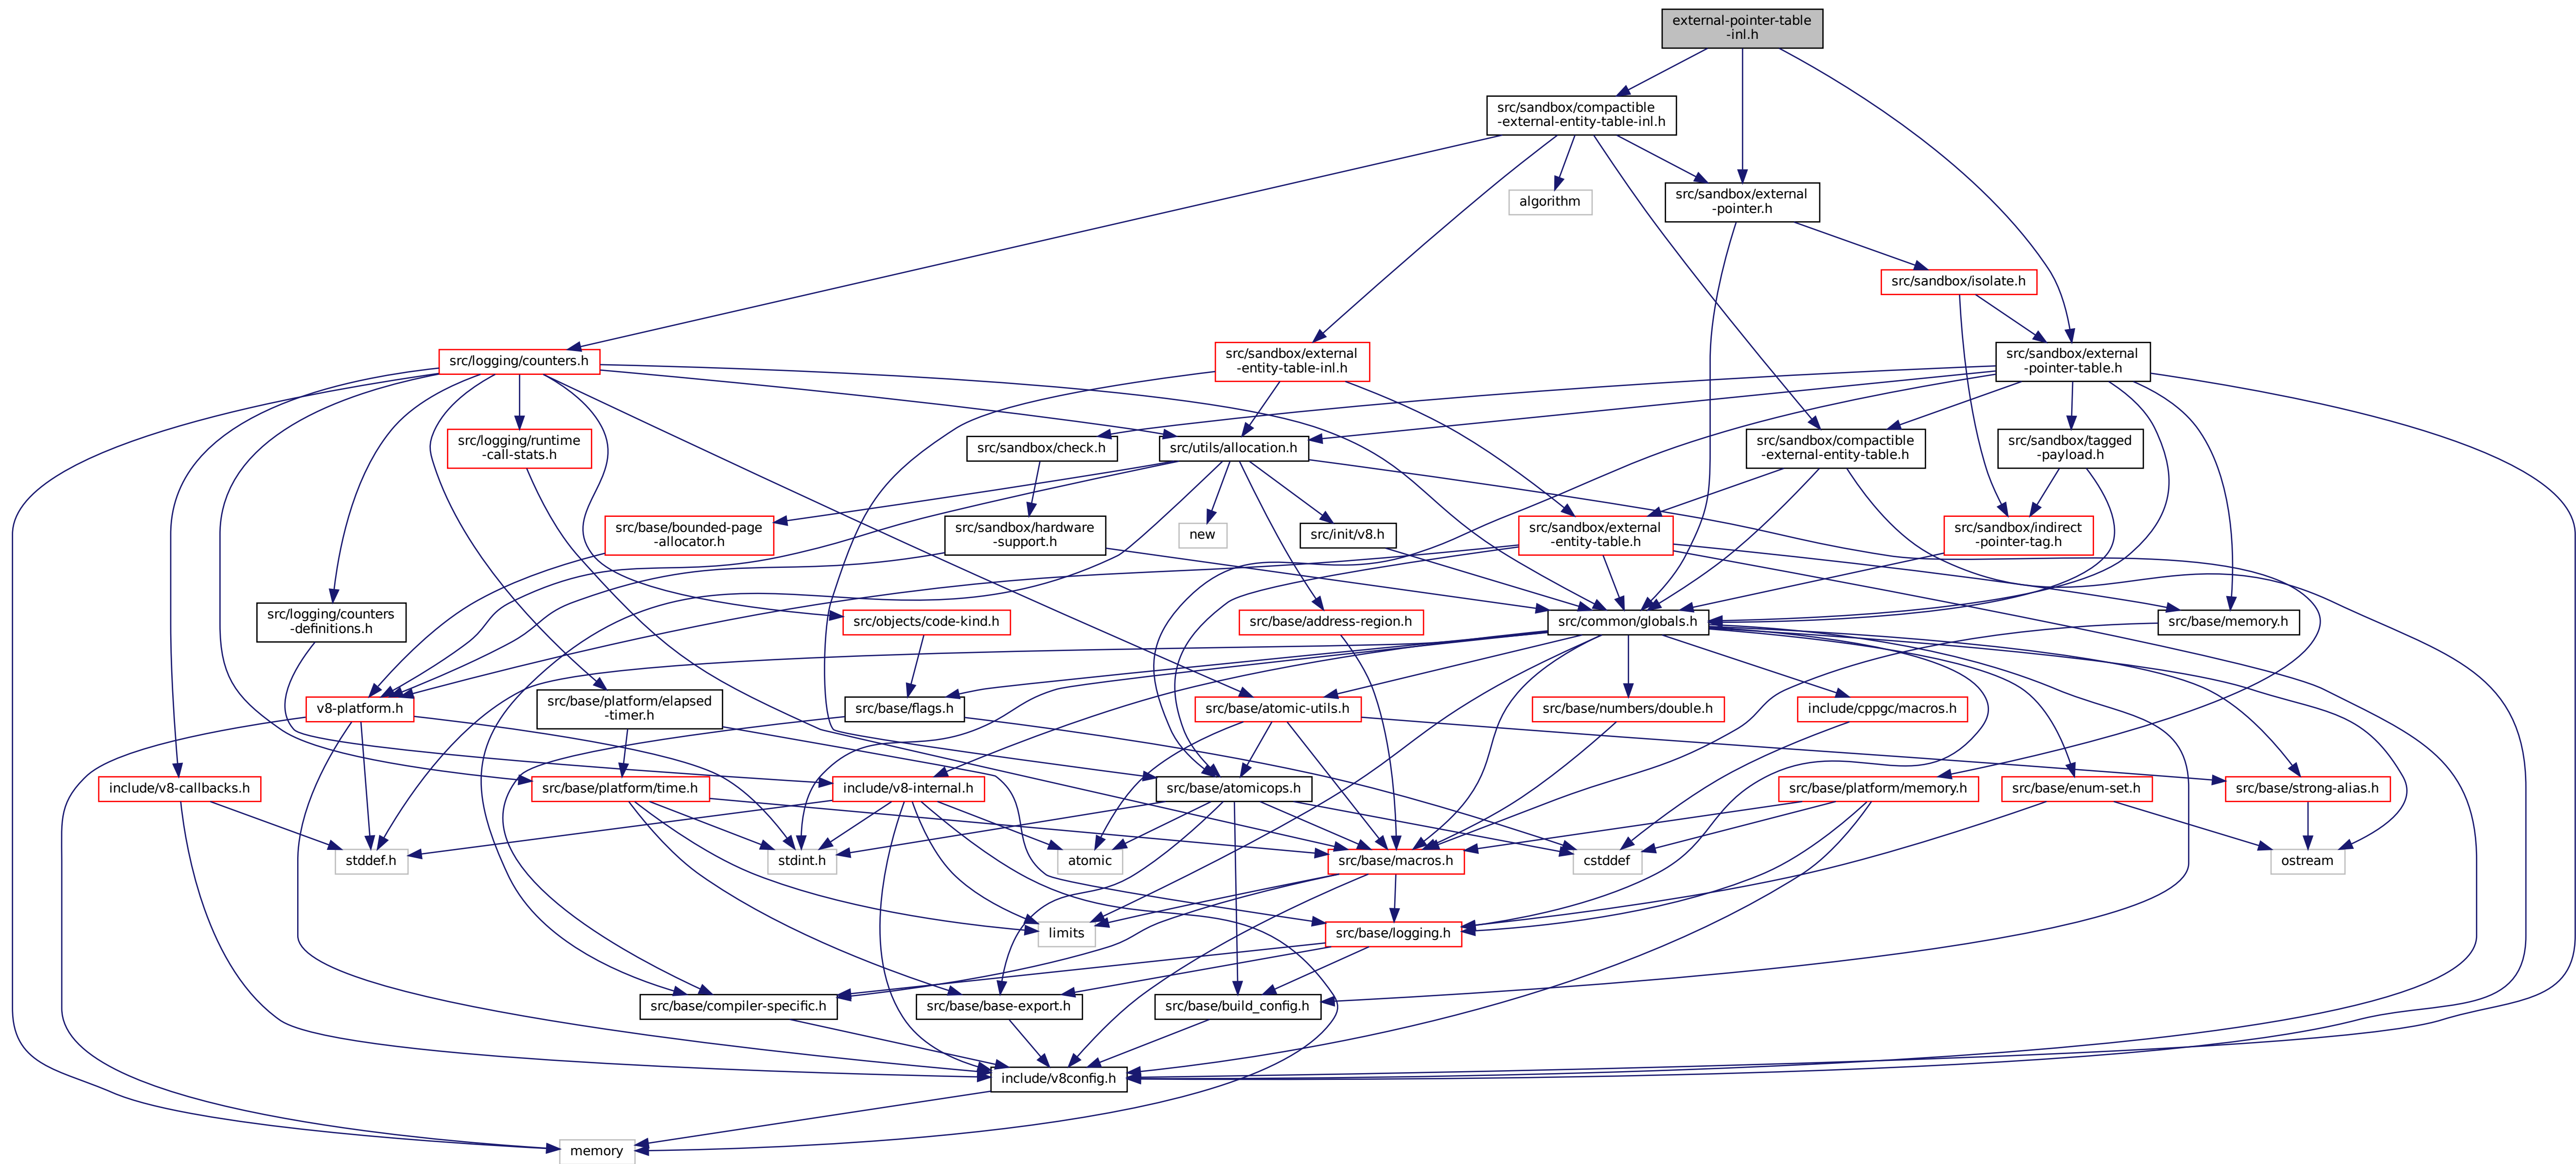 external-pointer-table
-inl.h
src/sandbox/compactible
-external-entity-table-inl.h
algorithm
src/sandbox/external
-pointer.h
src/sandbox/isolate.h
src/logging/counters.h
src/sandbox/external
-entity-table-inl.h
src/sandbox/external
-pointer-table.h
src/logging/runtime
-call-stats.h
src/sandbox/check.h
src/utils/allocation.h
src/sandbox/compactible
-external-entity-table.h
src/sandbox/tagged
-payload.h
src/base/bounded-page
-allocator.h
src/sandbox/hardware
-support.h
new
src/init/v8.h
src/sandbox/external
-entity-table.h
src/sandbox/indirect
-pointer-tag.h
src/logging/counters
-definitions.h
src/objects/code-kind.h
src/base/address-region.h
src/common/globals.h
src/base/memory.h
v8-platform.h
src/base/platform/elapsed
-timer.h
src/base/flags.h
src/base/atomic-utils.h
src/base/numbers/double.h
include/cppgc/macros.h
include/v8-callbacks.h
src/base/platform/time.h
include/v8-internal.h
src/base/atomicops.h
src/base/platform/memory.h
src/base/enum-set.h
src/base/strong-alias.h
stddef.h
stdint.h
atomic
src/base/macros.h
cstddef
ostream
limits
src/base/logging.h
src/base/compiler-specific.h
src/base/base-export.h
src/base/build_config.h
include/v8config.h
memory